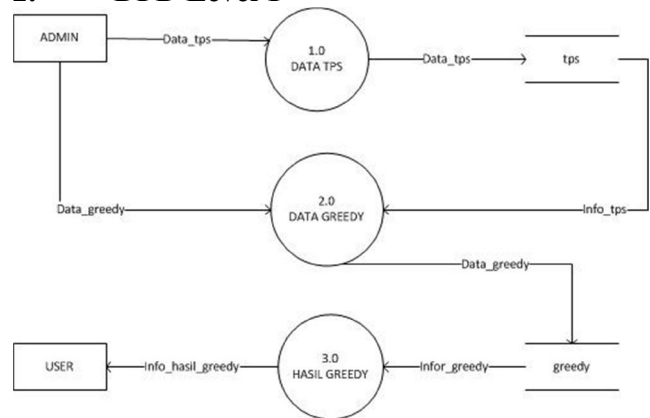 ADMIN
Data_tps
1.0
DATA TPS
Data_tps
tps
2.0
DATA GREEDY
Data_greedy
Info_tps
Data_greedy
USER
Info_hasil_greedy
3.0
HASIL GREEDY
Infor_greedy
greedy